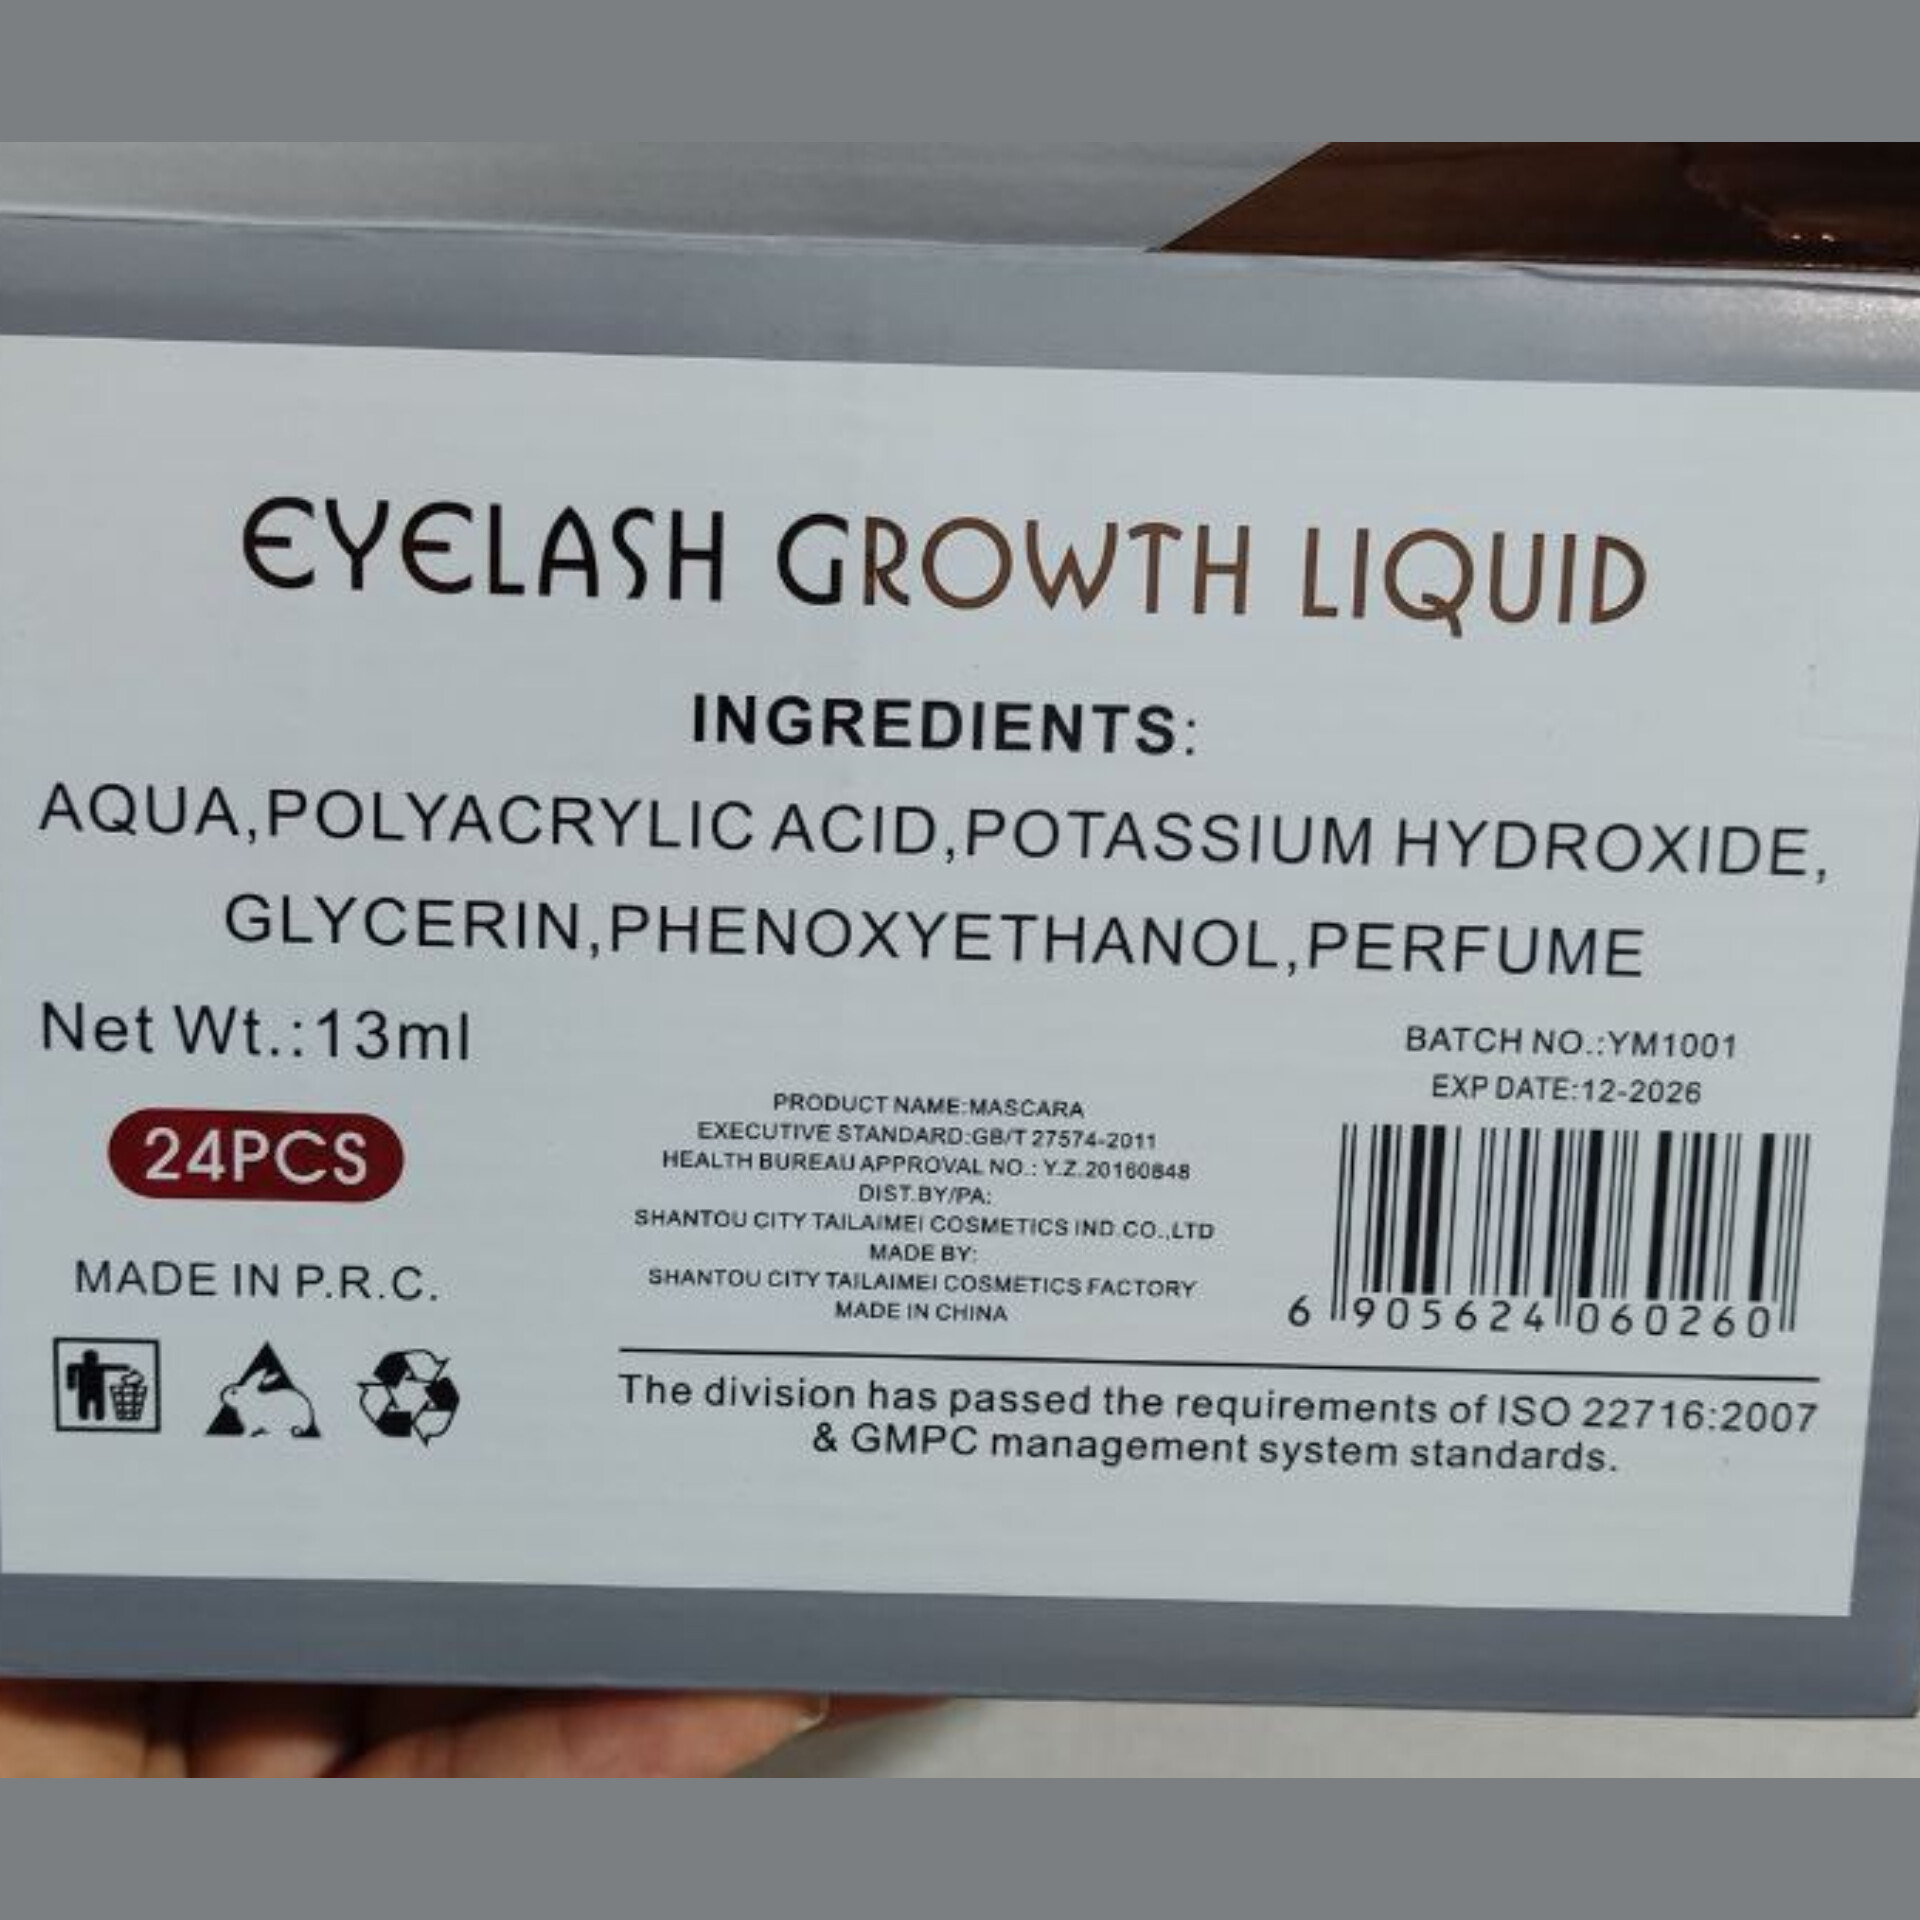 EYELASH GROWTH LIQUID
INGREDIENTS:
AQUA,POLYACRYLIC ACID,POTASSIUM HYDROXIDE,
GLYCERIN,PHENOXYETHANOL,PERFUME
Net Wt.:13ml
24PCS
MADE IN P.R.C.
PRODUCT NAME:MASCARA
EXECUTIVE STANDARD:GB/T 27574-2011
HEALTH BUREAU APPROVAL NO.: Y.Z.20160848
DIST.BY/PA:
SHANTOU CITY TAILAIMEI COSMETICS IND.CO.,LTD
MADE BY:
SHANTOU CITY TAILAIMEI COSMETICS FACTORY
MADE IN CHINA
BATCH NO.:YM1001
EXP DATE:12-2026
6 905624 060260
The division has passed the requirements of ISO 22716:2007
& GMPC management system standards.